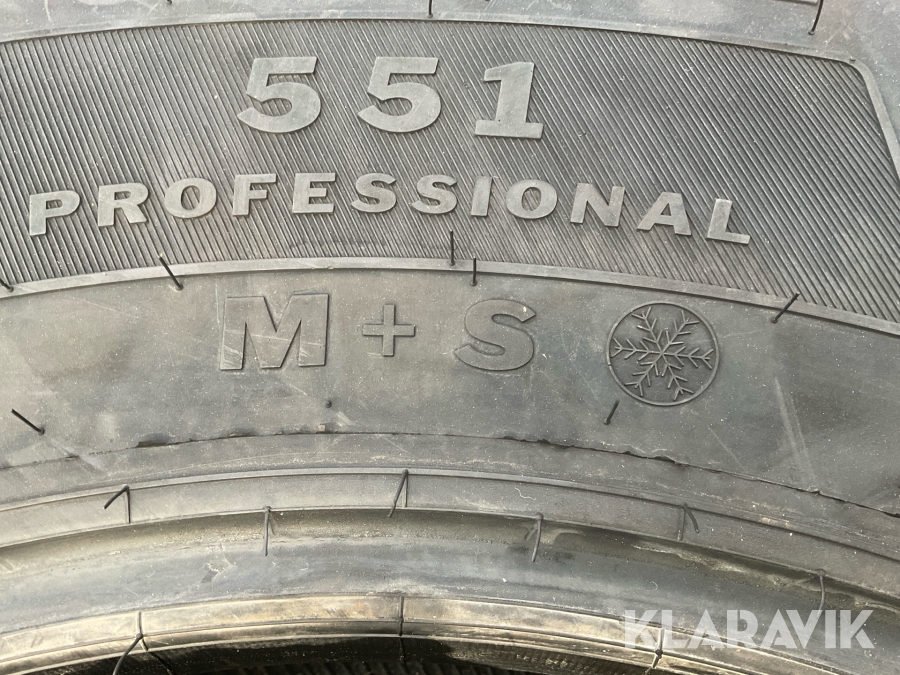 551
PROFESSIONAL
M+S
KLARAVIK